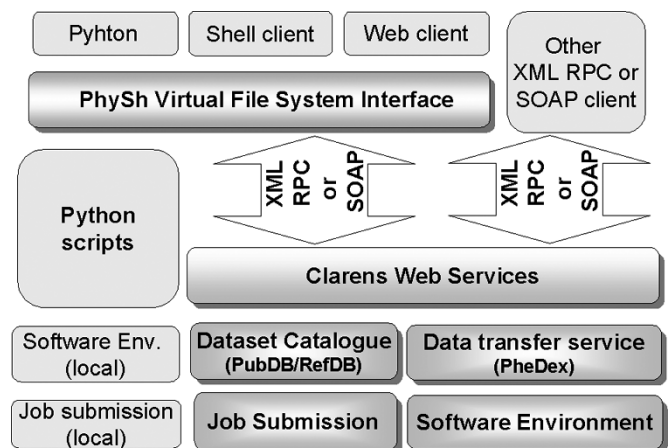 Pyhton
Shell client
Web client
Other
XML RPC or
SOAP client
PhySh Virtual File System Interface
XML
RPC
or
SOAP
XML
RPC
or
SOAP
Python
scripts
Clarens Web Services
Software Env.
(local)
Dataset Catalogue
(PubDB/RefDB)
Data transfer service
(PheDex)
Job submission
(local)
Job Submission
Software Environment